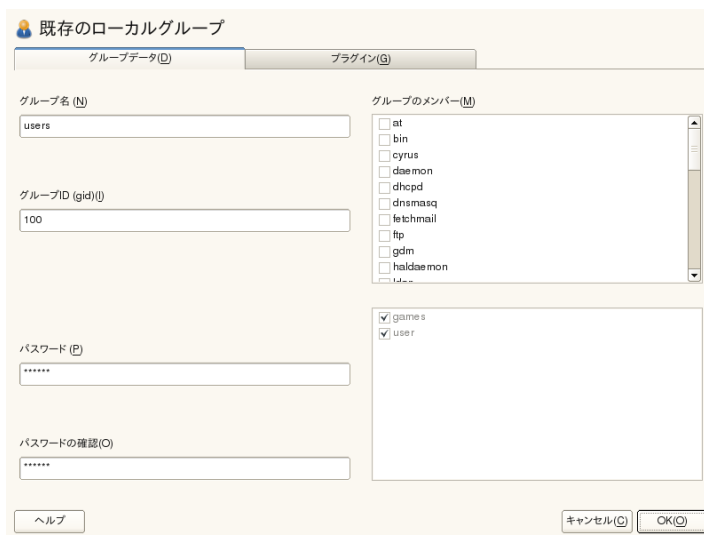 既存のローカルグループ
グループデータ(D)
プラグイン(G)
グループ名 (N)
users
グループID (gid)(I)
100
パスワード (P)
******
パスワードの確認(O)
******
グループのメンバー(M)
at
bin
cyrus
daemon
dhcpd
dnsmasq
fetchmail
ftp
gdm
haldaemon
games
user
ヘルプ
キャンセル(C)
OK(O)